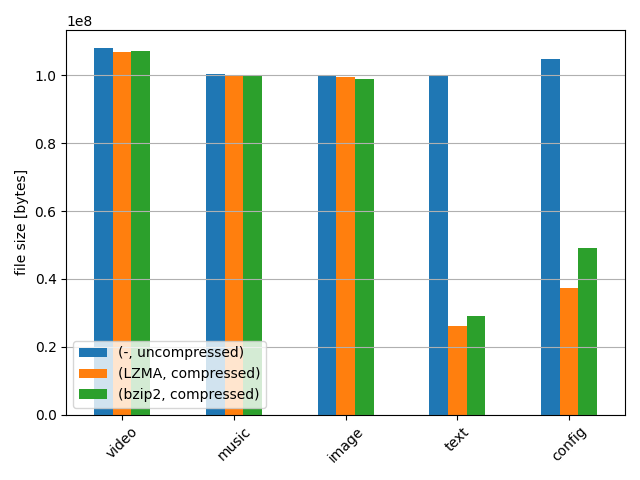 1e8
1.0
0.8
0.6
0.4
0.2
0.0
file size [bytes]
(-, uncompressed)
(LZMA, compressed)
(bzip2, compressed)
video
music
image
text
config